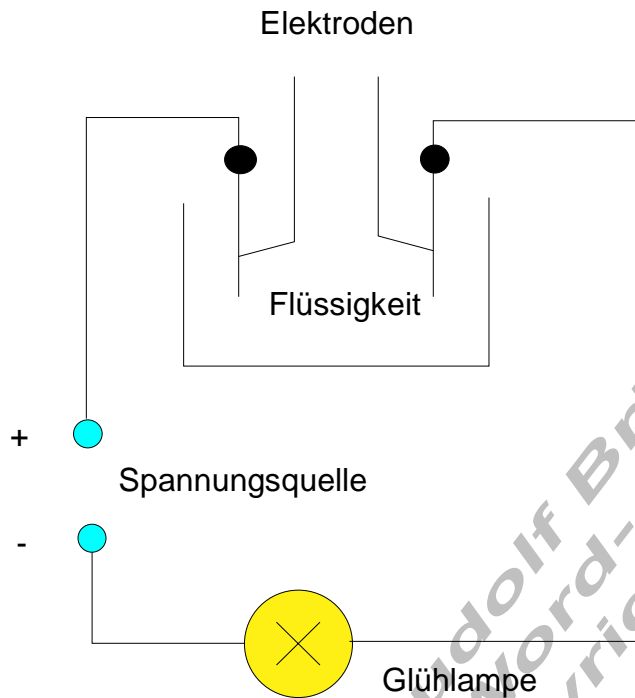 Elektroden
Flüssigkeit
+
Spannungsquelle
-
Glühlampe